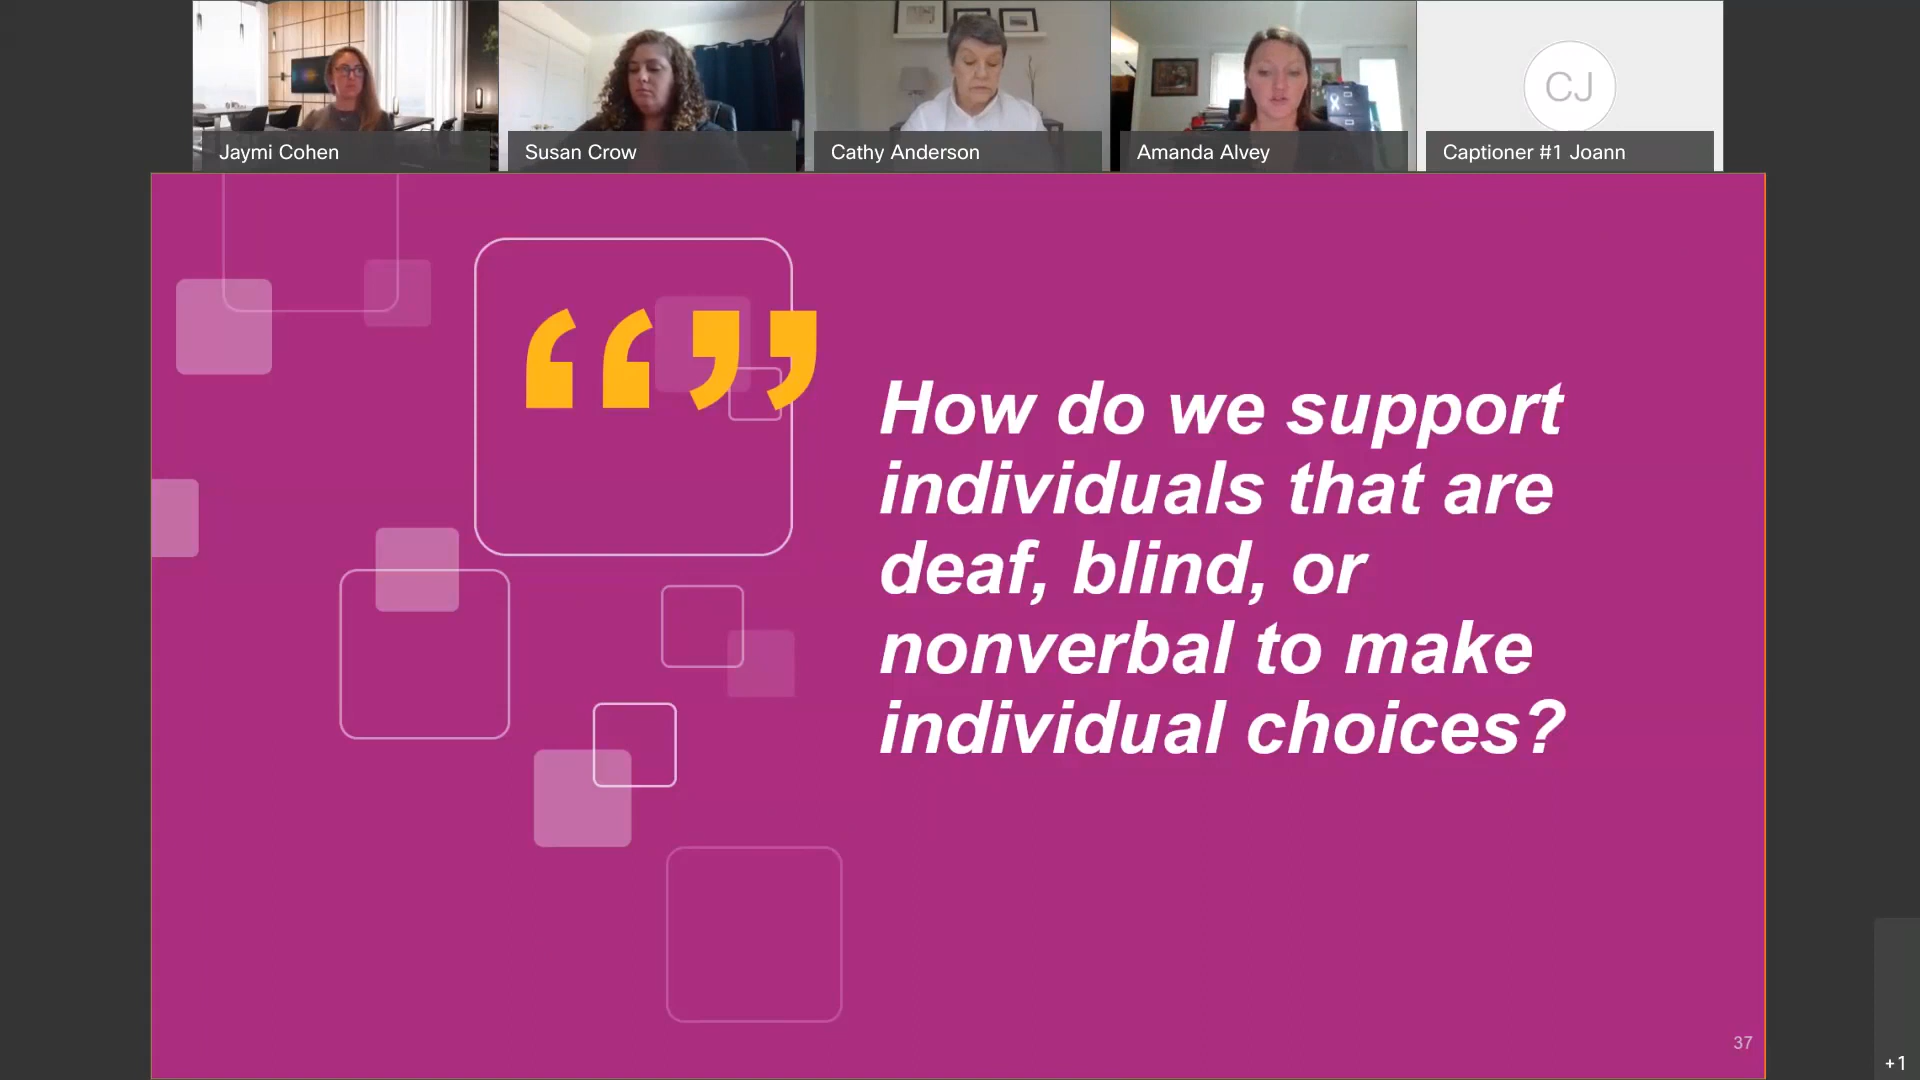 Jaymi Cohen
Susan Crow
Cathy Anderson
Amanda Alvey
CJ
Captioner #1 Joann
“ ”
How do we support
individuals that are
deaf, blind, or
nonverbal to make
individual choices?
37
+1